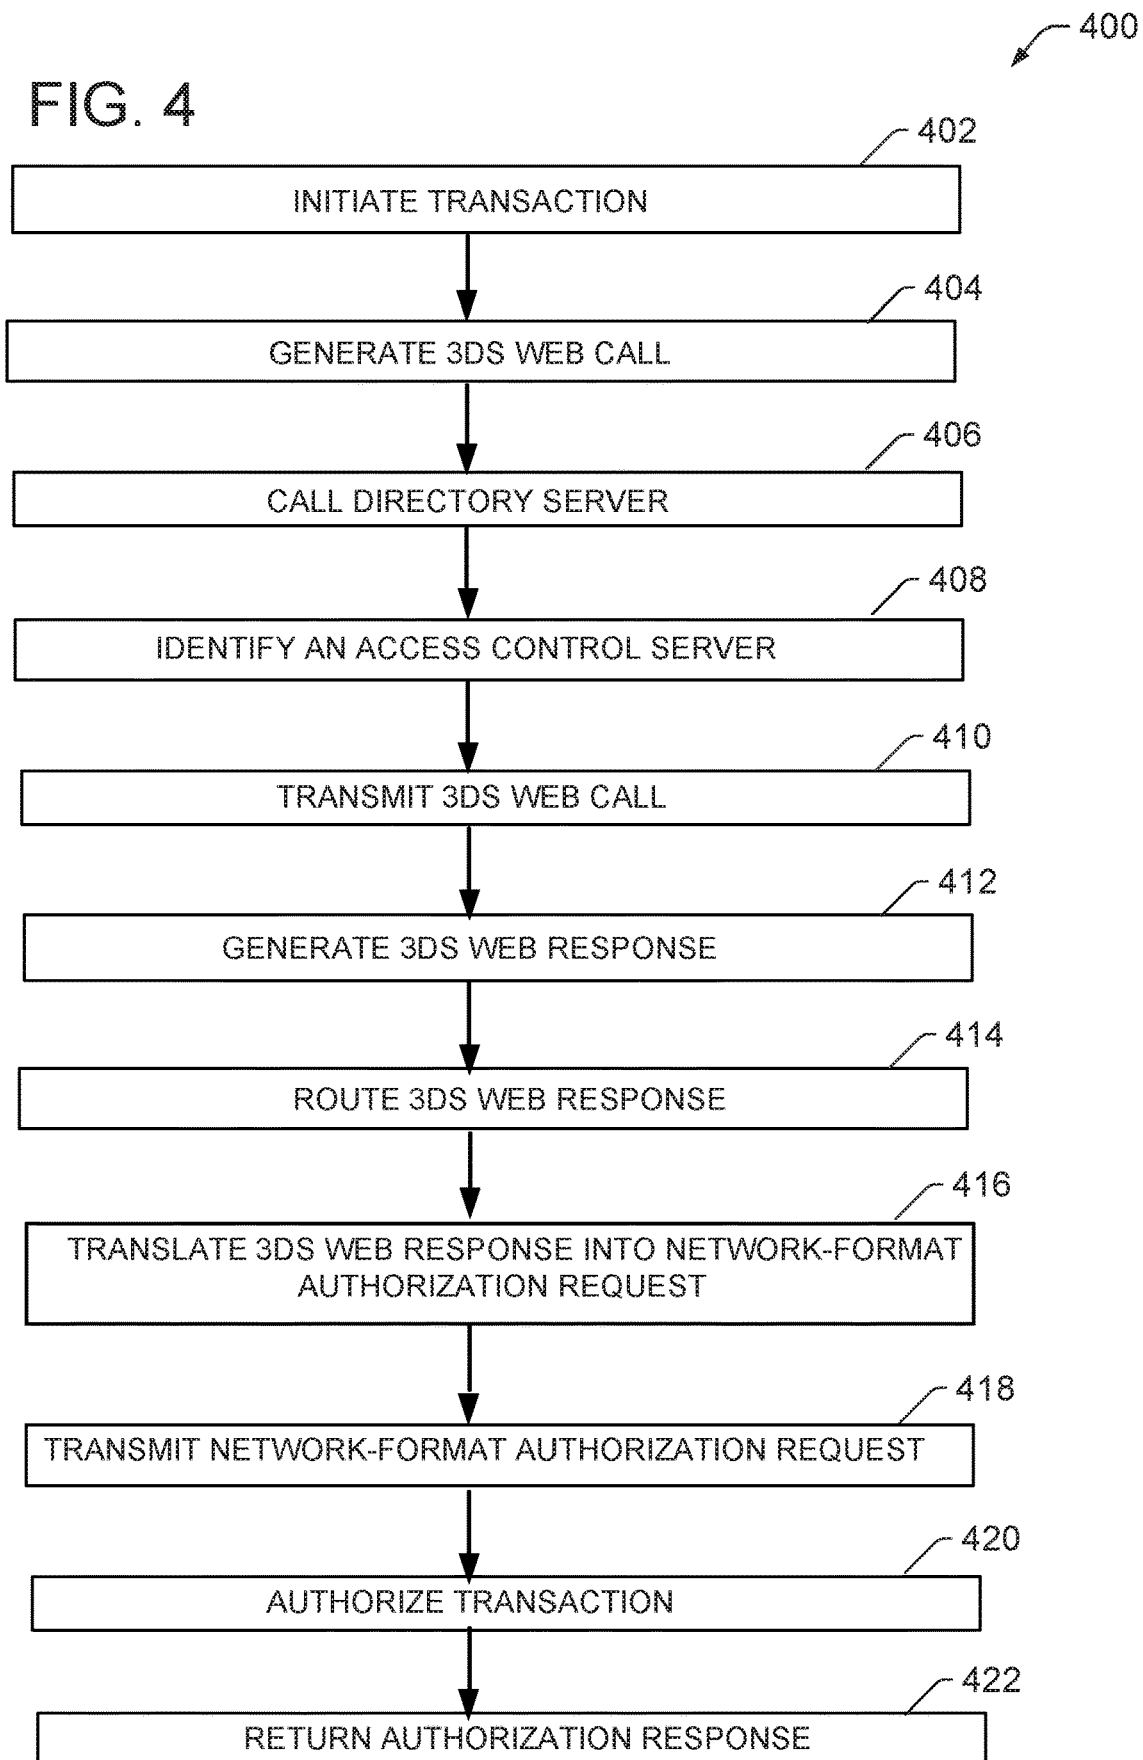 400
FIG. 4
402
INITIATE TRANSACTION
404
GENERATE 3DS WEB CALL
406
CALL DIRECTORY SERVER
408
IDENTIFY AN ACCESS CONTROL SERVER
410
TRANSMIT 3DS WEB CALL
412
GENERATE 3DS WEB RESPONSE
414
ROUTE 3DS WEB RESPONSE
416
TRANSLATE 3DS WEB RESPONSE INTO NETWORK-FORMAT
AUTHORIZATION REQUEST
418
TRANSMIT NETWORK-FORMAT AUTHORIZATION REQUEST
420
AUTHORIZE TRANSACTION
422
RETURN AUTHORIZATION RESPONSE